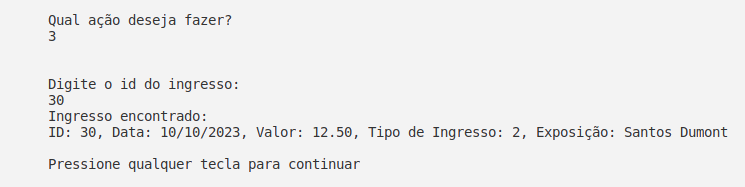 Qual ação deseja fazer?
3
Digite o id do ingresso:
30
Ingresso encontrado:
ID: 30, Data: 10/10/2023, Valor: 12.50, Tipo de Ingresso: 2, Exposição: Santos Dumont
Pressione qualquer tecla para continuar